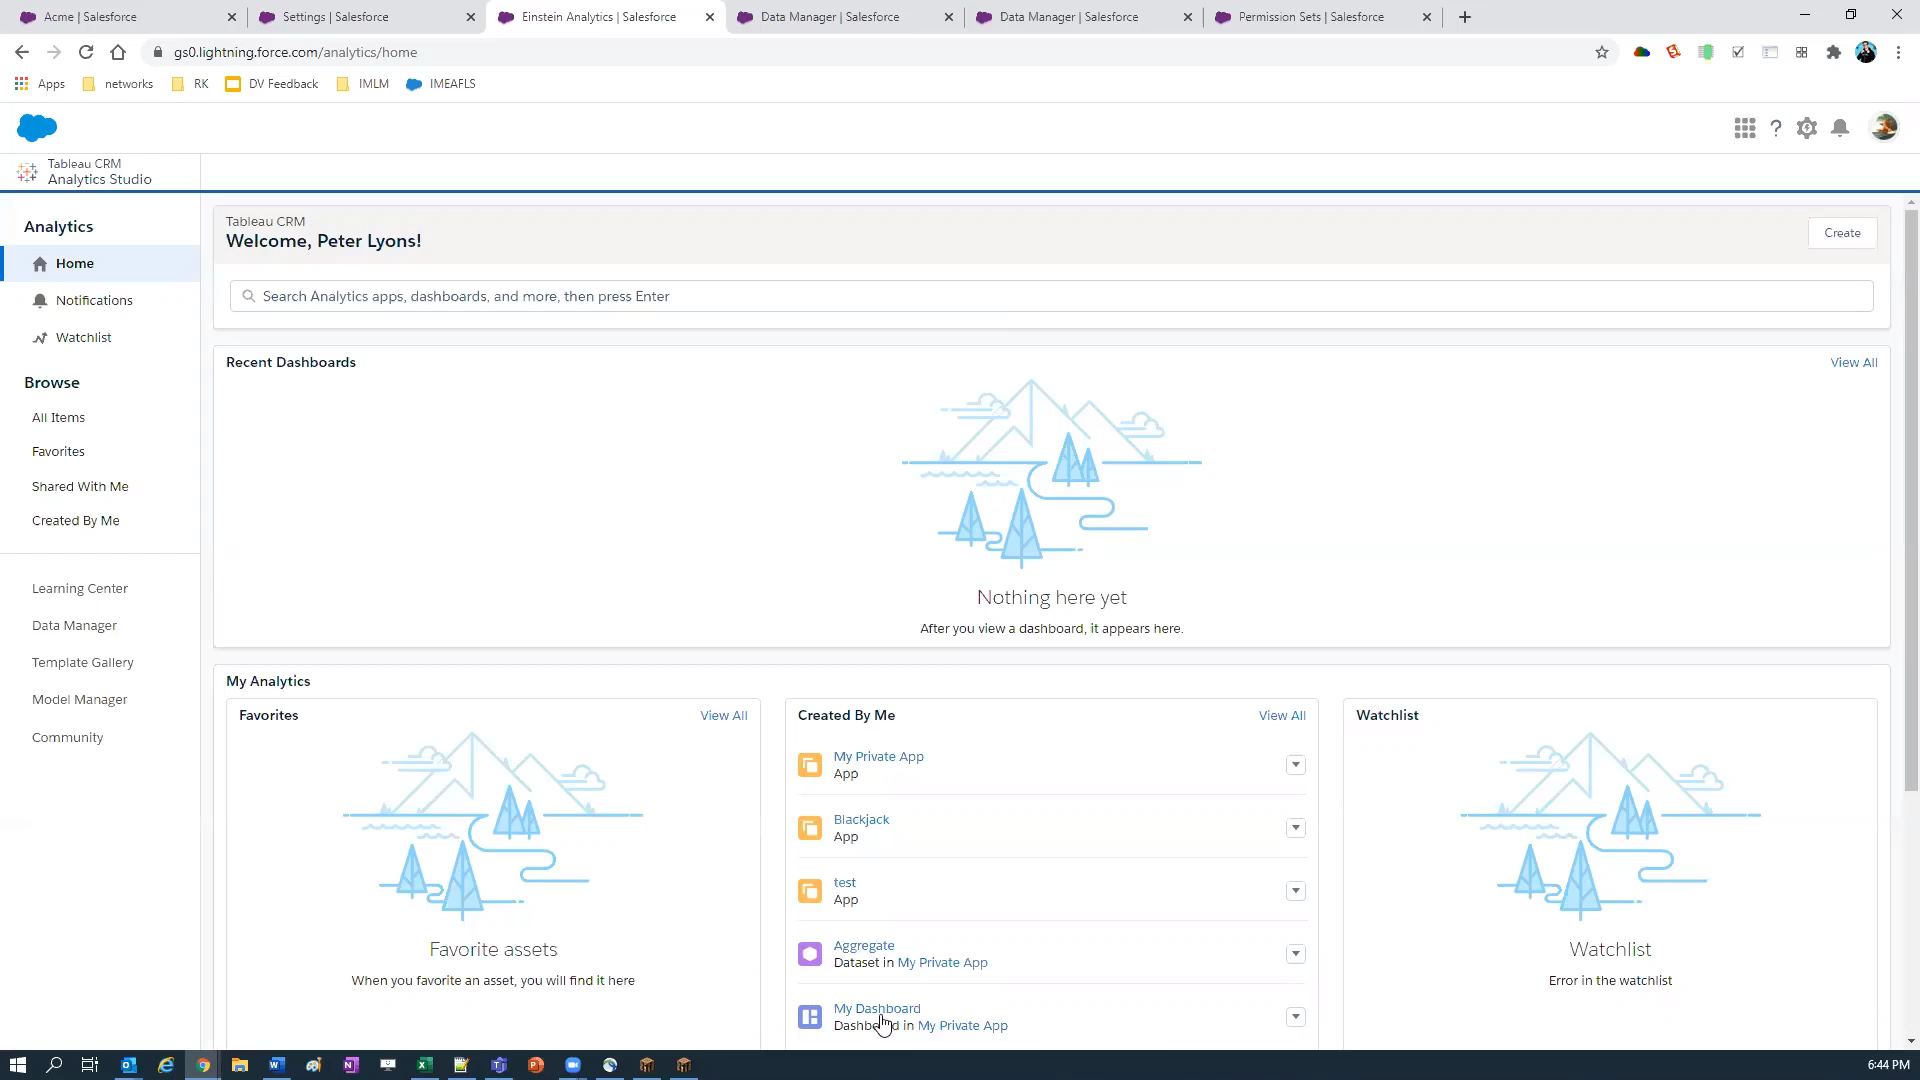 Acme | Salesforce
Settings | Salesforce
Einstein Analytics | Salesforce
Data Manager | Salesforce
Data Manager | Salesforce
Permission Sets | Salesforce
gs0.lightning.force.com/analytics/home
Apps
networks
RK
DV Feedback
IMLM
IMEAFLS
Tableau CRM
Analytics Studio
Analytics
Home
Notifications
Watchlist
Browse
All Items
Favorites
Shared With Me
Created By Me
Learning Center
Data Manager
Template Gallery
Model Manager
Community
Tableau CRM
Welcome, Peter Lyons!
Create
Search Analytics apps, dashboards, and more, then press Enter
Recent Dashboards
View All
Nothing here yet
After you view a dashboard, it appears here.
My Analytics
Favorites
View All
Favorite assets
When you favorite an asset, you will find it here
Created By Me
View All
My Private App
App
Blackjack
App
test
App
Aggregate
Dataset in My Private App
My Dashboard
Dashboard in My Private App
Watchlist
Watchlist
Error in the watchlist
6:44 PM